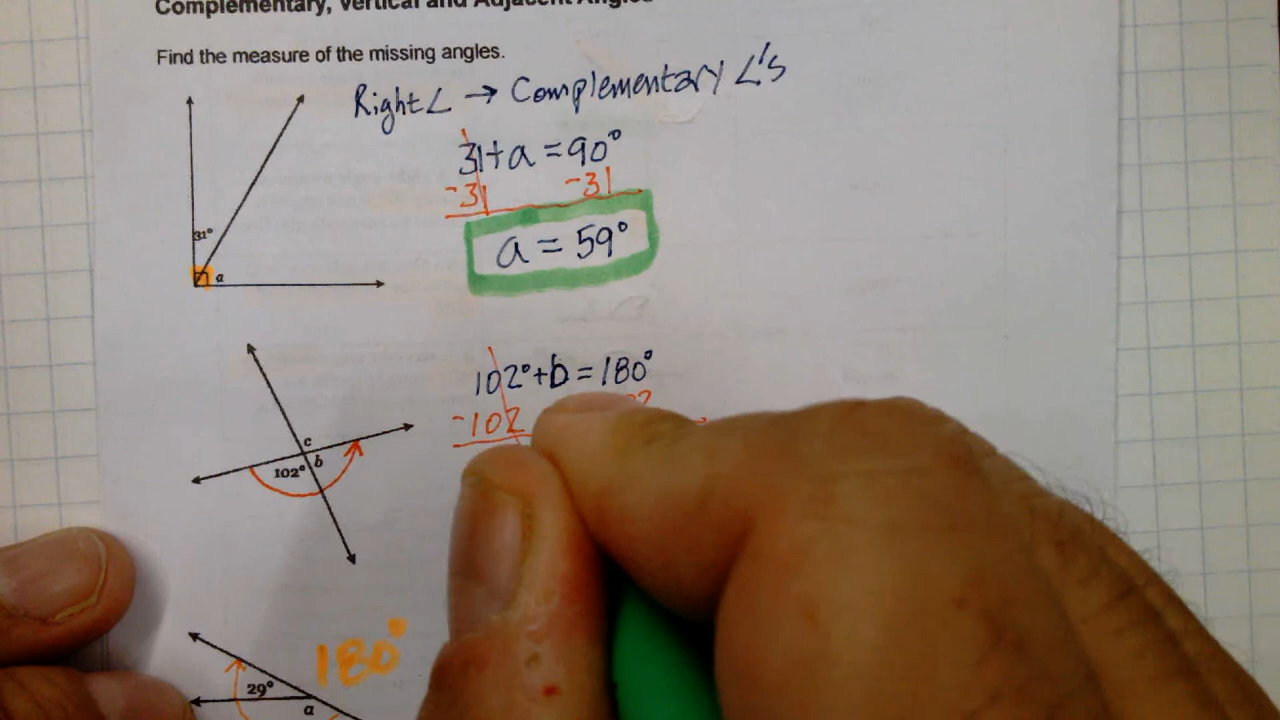 Complementary, Vertical and Adjacent Angles
Find the measure of the missing angles.
Right∠ → Complementary ∠'s
31+a=90°
-31 -31
a = 59°
31°
a
102°+b=180°
-102
c
102° b
180°
29°
a